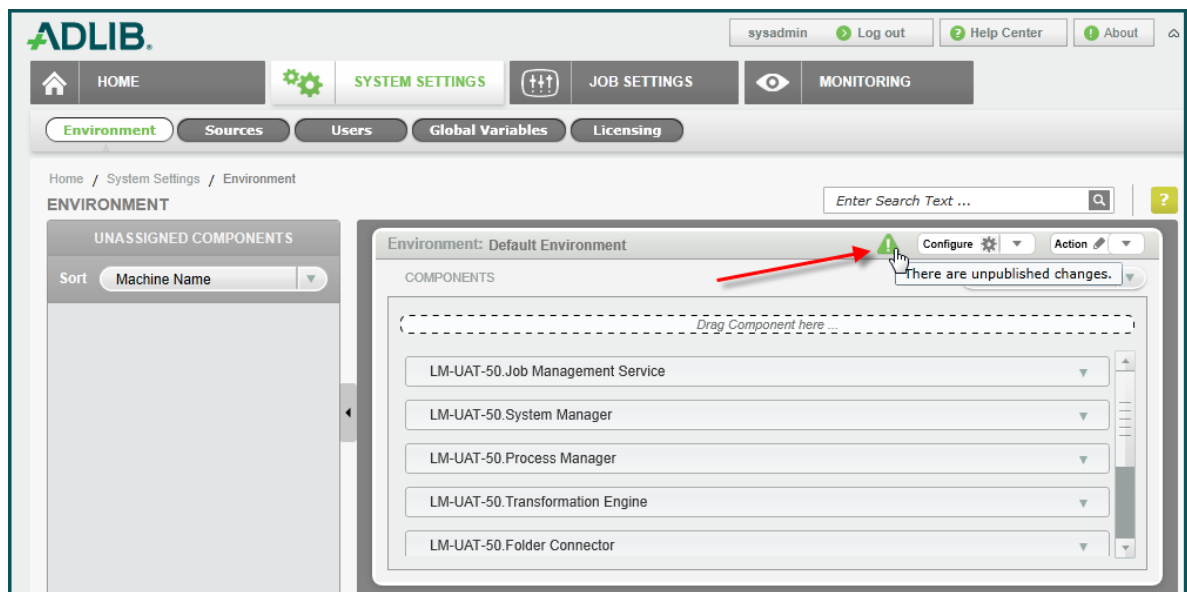 ADLIB.
sysadmin Log out Help Center About
HOME SYSTEM SETTINGS JOB SETTINGS MONITORING
Environment Sources Users Global Variables Licensing
Home / System Settings / Environment
ENVIRONMENT
Enter Search Text ...
?
UNASSIGNED COMPONENTS
Sort Machine Name
Environment: Default Environment
Configure Action
COMPONENTS
There are unpublished changes.
Drag Component here ...
LM-UAT-50.Job Management Service
LM-UAT-50.System Manager
LM-UAT-50.Process Manager
LM-UAT-50.Transformation Engine
LM-UAT-50.Folder Connector